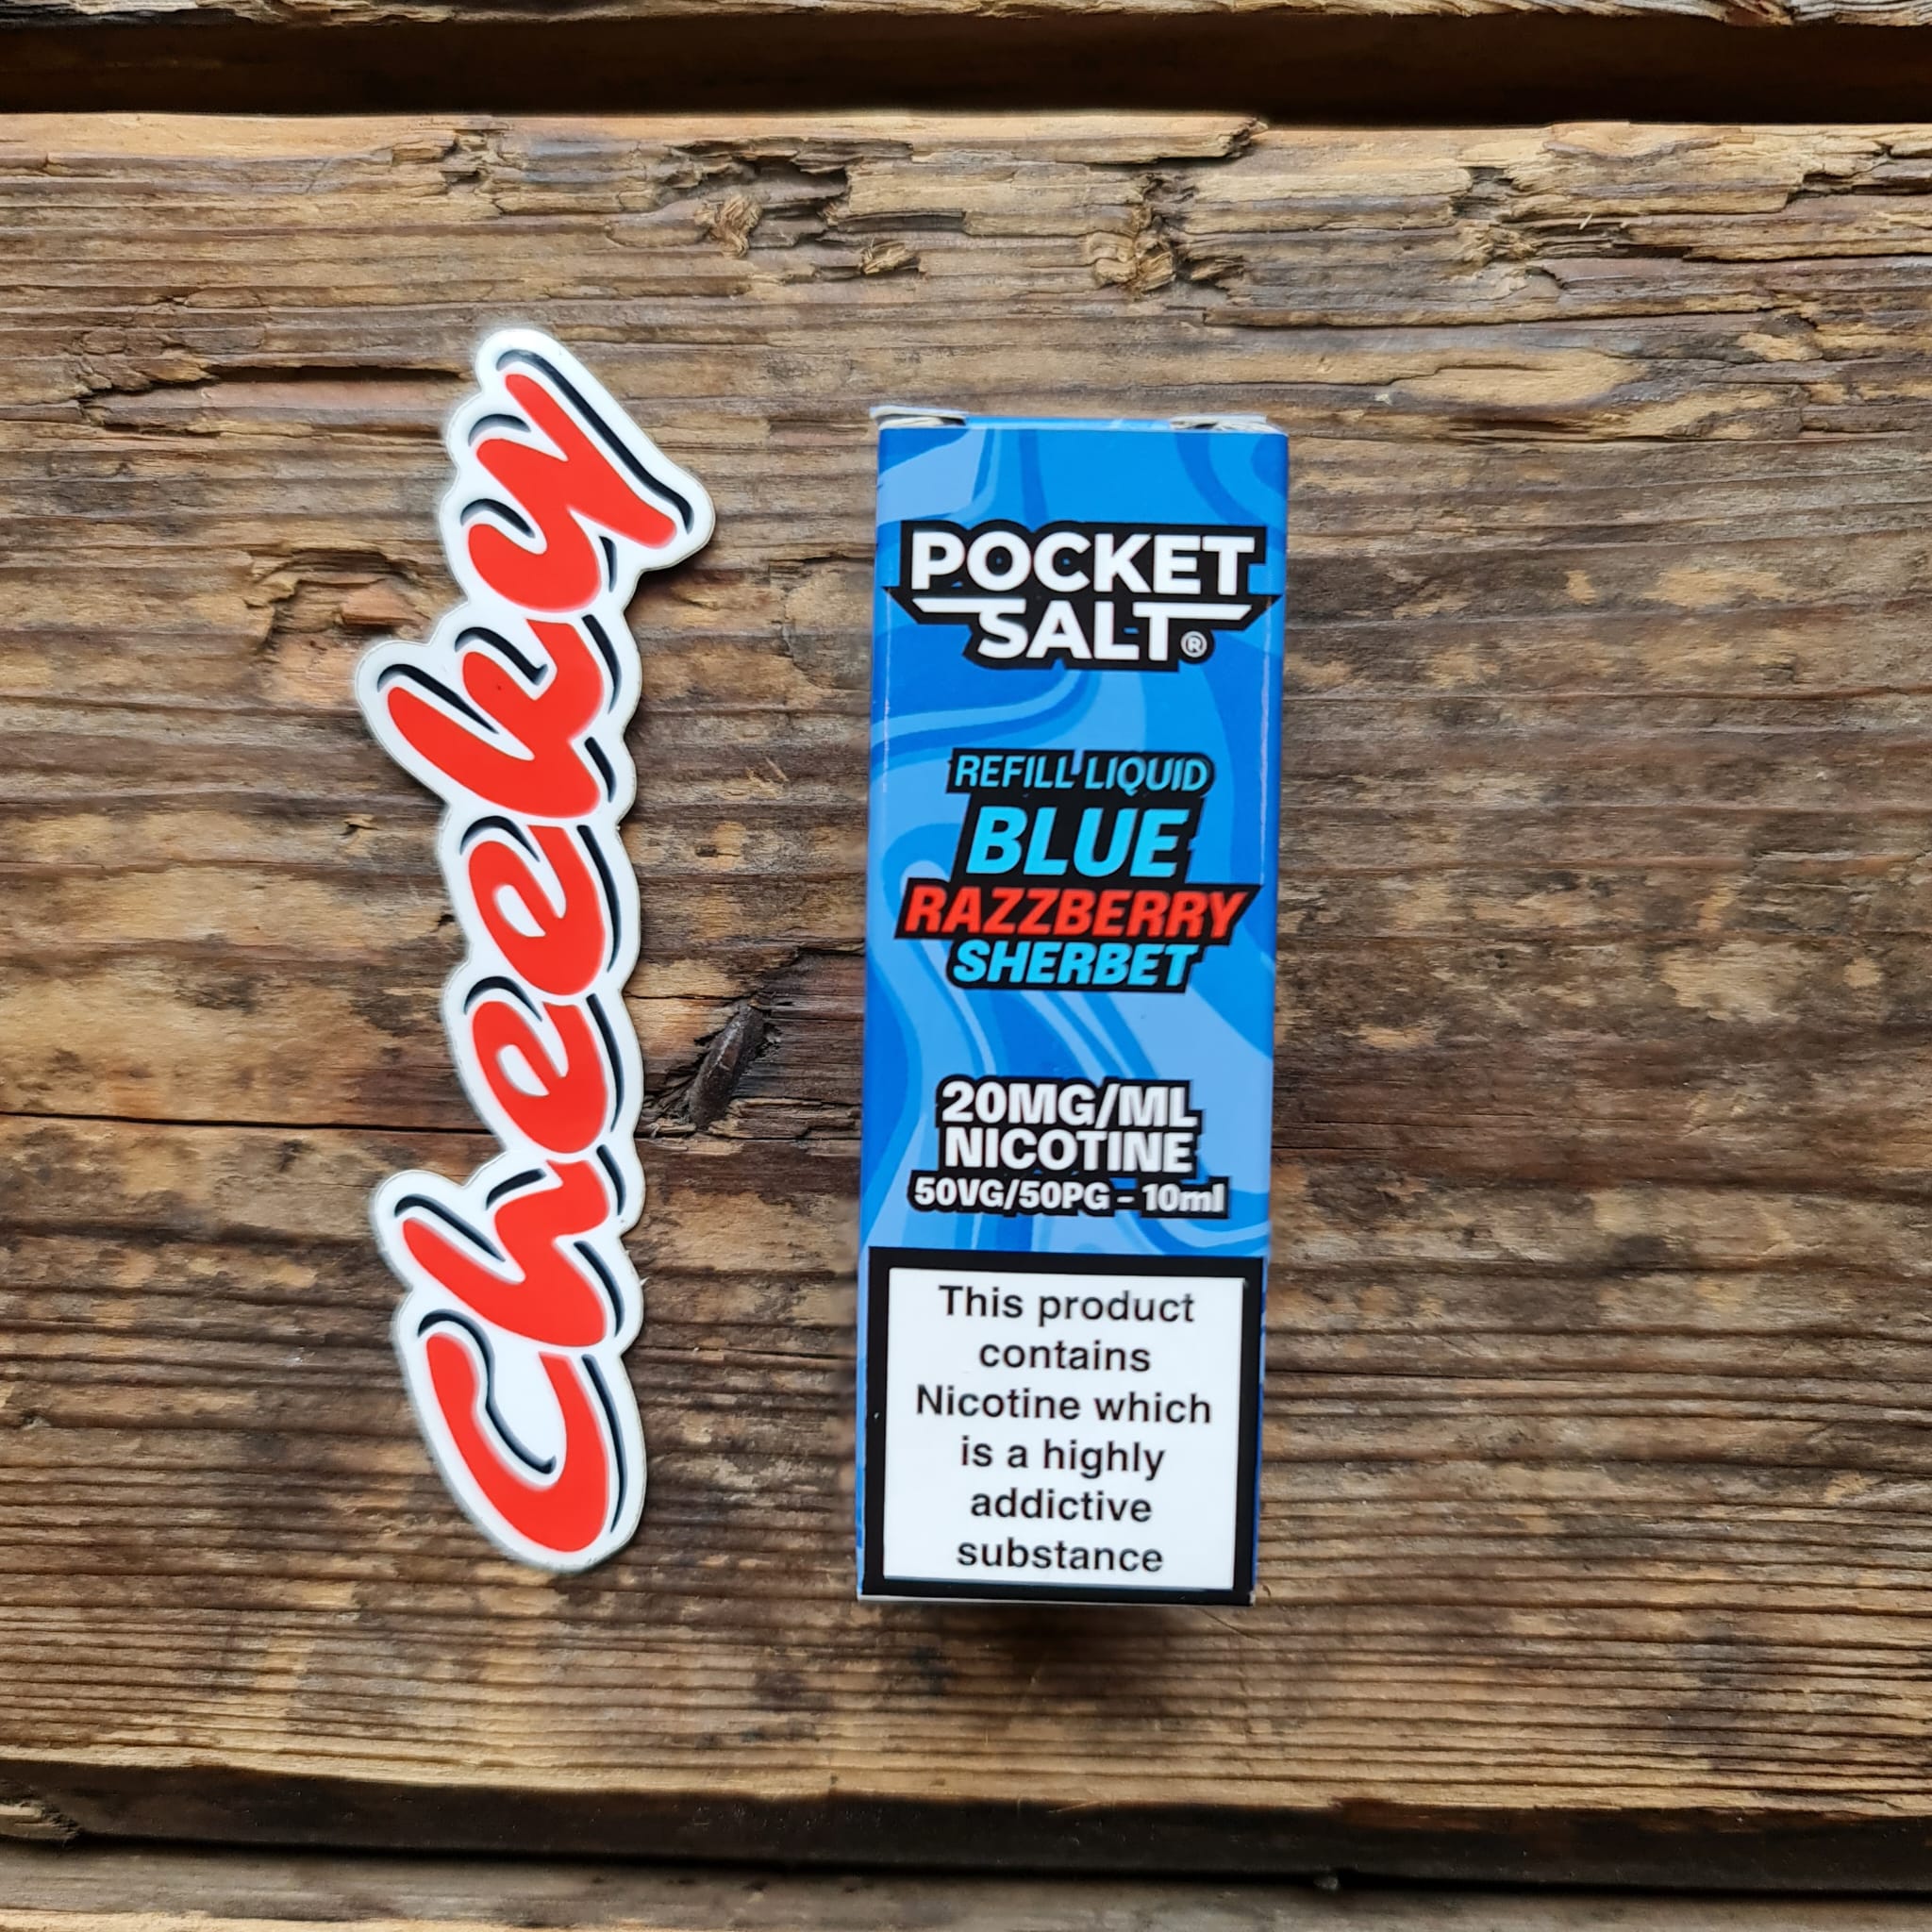 Cheeky
POCKET
SALT®
REFILL LIQUID
BLUE
RAZZBERRY
SHERBET
20MG/ML
NICOTINE
50VG/50PG - 10ml
This product
contains
Nicotine which
is a highly
addictive
substance